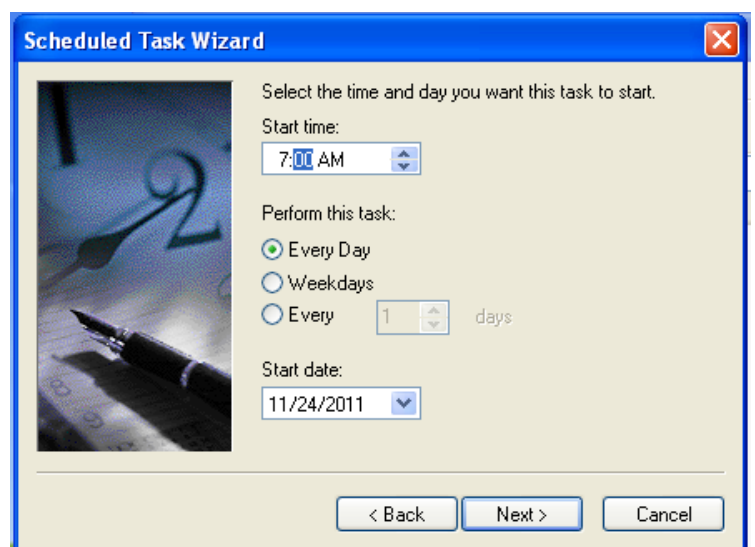 Scheduled Task Wizard
Select the time and day you want this task to start.
Start time:
7:00 AM
Perform this task:
Every Day
Weekdays
Every 1 days
Start date:
11/24/2011
< Back Next > Cancel